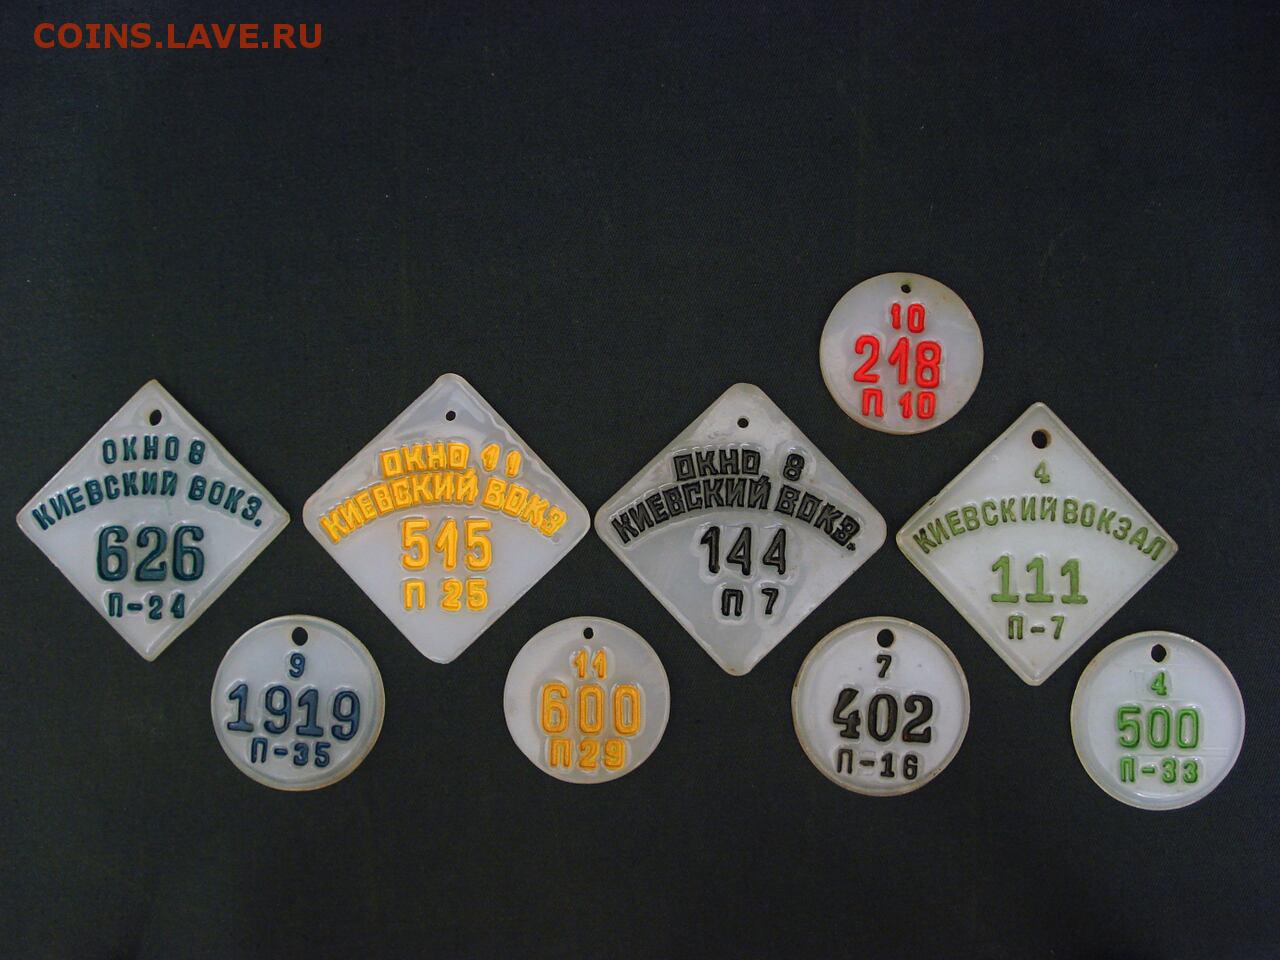 COINS.LAVE.RU
10
218
П 10
ОКНО 8
КИЕВСКИЙ ВОКЗ.
626
П-24
ОКНО 11
КИЕВСКИЙ ВОКЗ.
515
П 25
ОКНО 8
КИЕВСКИЙ ВОКЗ.
144
П 7
4
КИЕВСКИЙ ВОКЗАЛ
111
П-7
9
1919
П-35
11
600
П 29
7
402
П-16
4
500
П-33